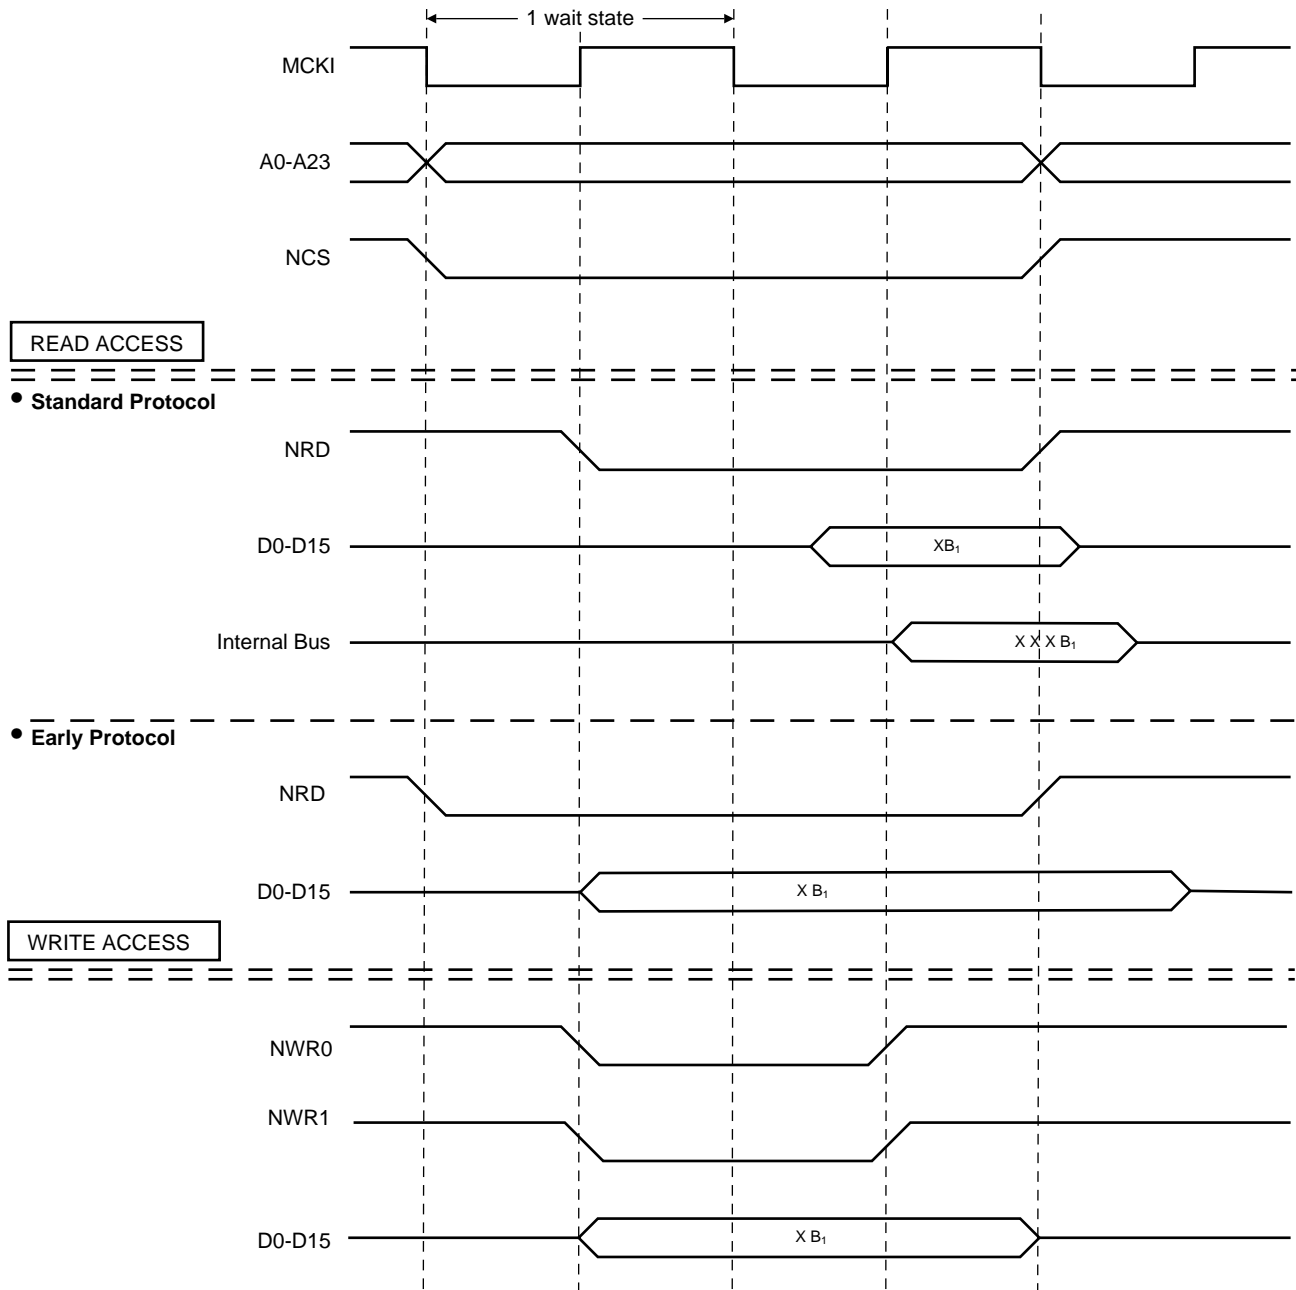 1 wait state
MCKI
A0-A23
NCS
READ ACCESS
• Standard Protocol
NRD
D0-D15
XB₁
Internal Bus
X X X B₁
• Early Protocol
NRD
D0-D15
X B₁
WRITE ACCESS
NWR0
NWR1
D0-D15
X B₁